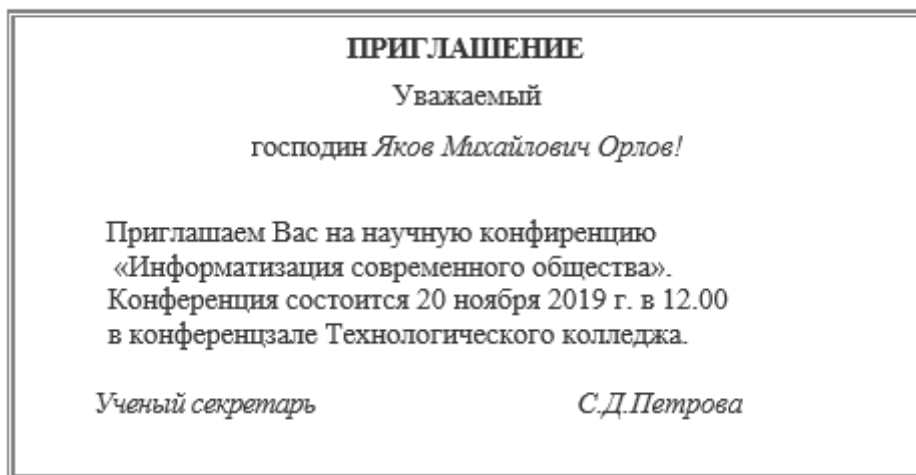 ПРИГЛАШЕНИЕ
Уважаемый
господин Яков Михайлович Орлов!
Приглашаем Вас на научную конфиренцию
«Информатизация современного общества».
Конференция состоится 20 ноября 2019 г. в 12.00
в конференцзале Технологического колледжа.
Ученый секретарь С.Д.Петрова